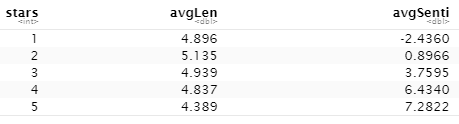 stars avgLen avgSenti
<int> <dbl> <dbl>
1 4.896 -2.4360
2 5.135 0.8966
3 4.939 3.7595
4 4.837 6.4340
5 4.389 7.2822